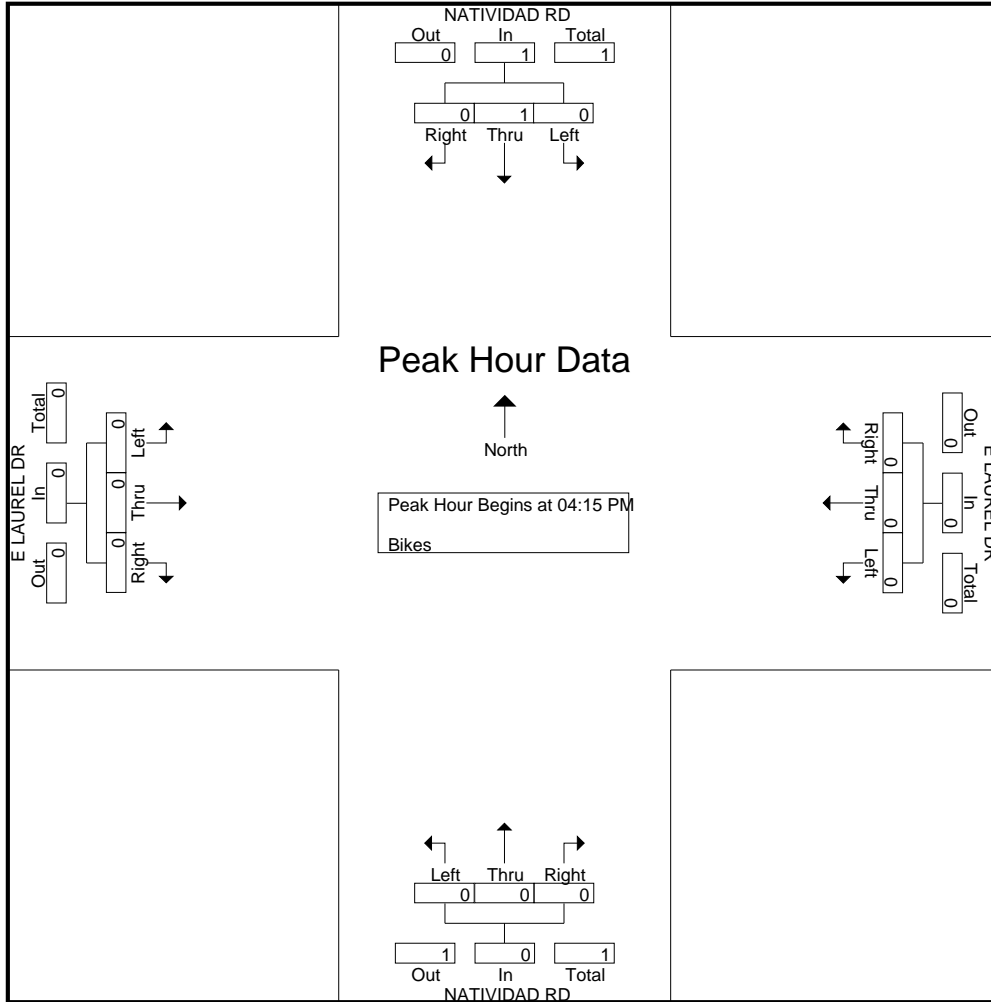 NATIVIDAD RD
Out In Total
0 1 1
0 1 0
Right Thru Left
Peak Hour Data
North
Peak Hour Begins at 04:15 PM
Bikes
E LAUREL DR
Out In Total
0 0 0
0 0 0
Right Thru Left
E LAUREL DR
Total In Out
0 0 0
0 0 0
Left Thru Right
Left Thru Right
0 0 0
1 0 1
Out In Total
NATIVIDAD RD